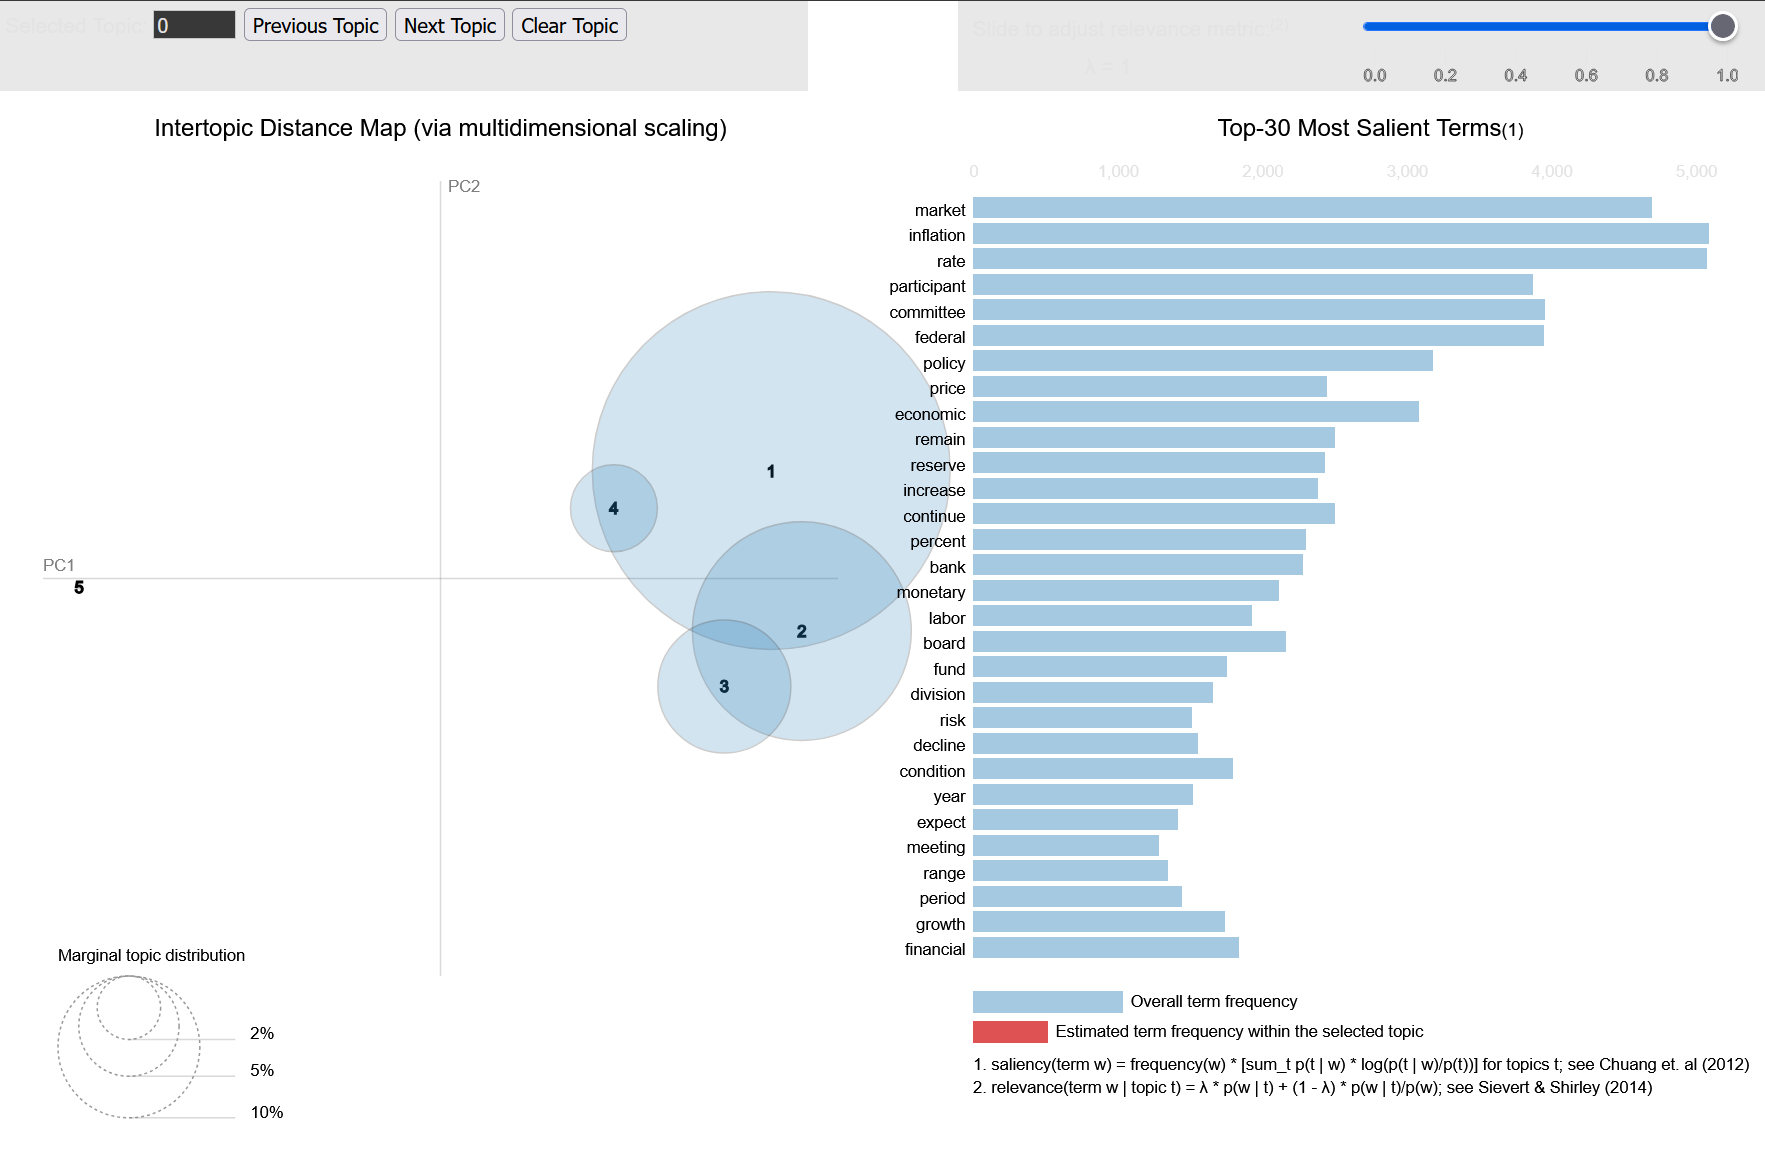 Selected Topic: 0 Previous Topic Next Topic Clear Topic
Slide to adjust relevance metric:(2)
λ = 1
0.0 0.2 0.4 0.6 0.8 1.0
Intertopic Distance Map (via multidimensional scaling)
PC2
PC1
1
4
5
2
3
Marginal topic distribution
2%
5%
10%
Top-30 Most Salient Terms(1)
0 1,000 2,000 3,000 4,000 5,000
market
inflation
rate
participant
committee
federal
policy
price
economic
remain
reserve
increase
continue
percent
bank
monetary
labor
board
fund
division
risk
decline
condition
year
expect
meeting
range
period
growth
financial
Overall term frequency
Estimated term frequency within the selected topic
1. saliency(term w) = frequency(w) * [sum_t p(t | w) * log(p(t | w)/p(t))] for topics t; see Chuang et. al (2012)
2. relevance(term w | topic t) = λ * p(w | t) + (1 - λ) * p(w | t)/p(w); see Sievert & Shirley (2014)